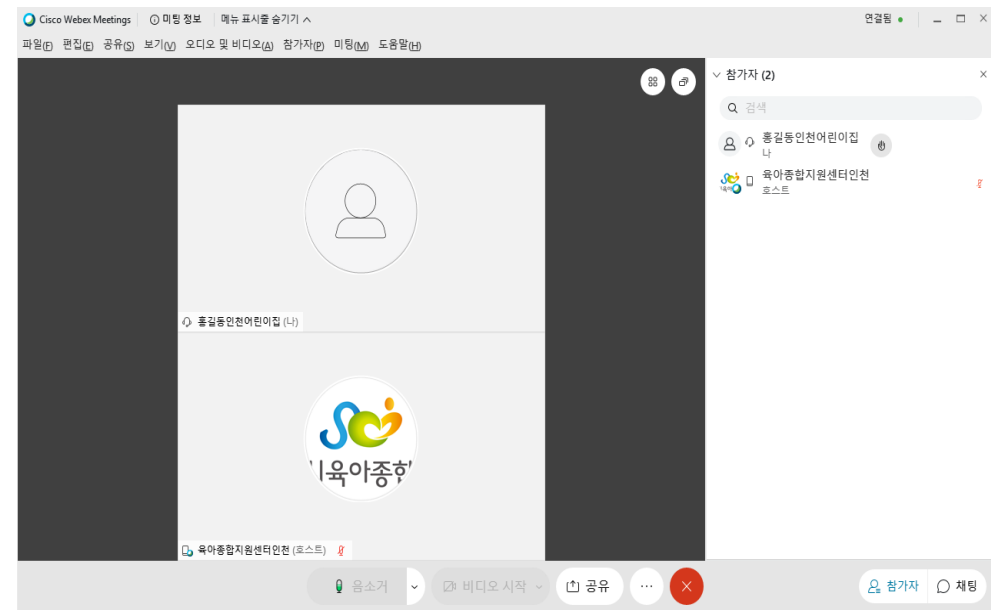 Cisco Webex Meetings 미팅 정보 메뉴 표시줄 숨기기 연결됨
파일(F) 편집(E) 공유(S) 보기(V) 오디오 및 비디오(A) 참가자(P) 미팅(M) 도움말(H)
참가자 (2)
검색
홍길동인천어린이집
나
육아종합지원센터인천
호스트
홍길동인천어린이집 (나)
육아종합
육아종합지원센터인천 (호스트)
음소거 비디오 시작 공유 ... 참가자 채팅